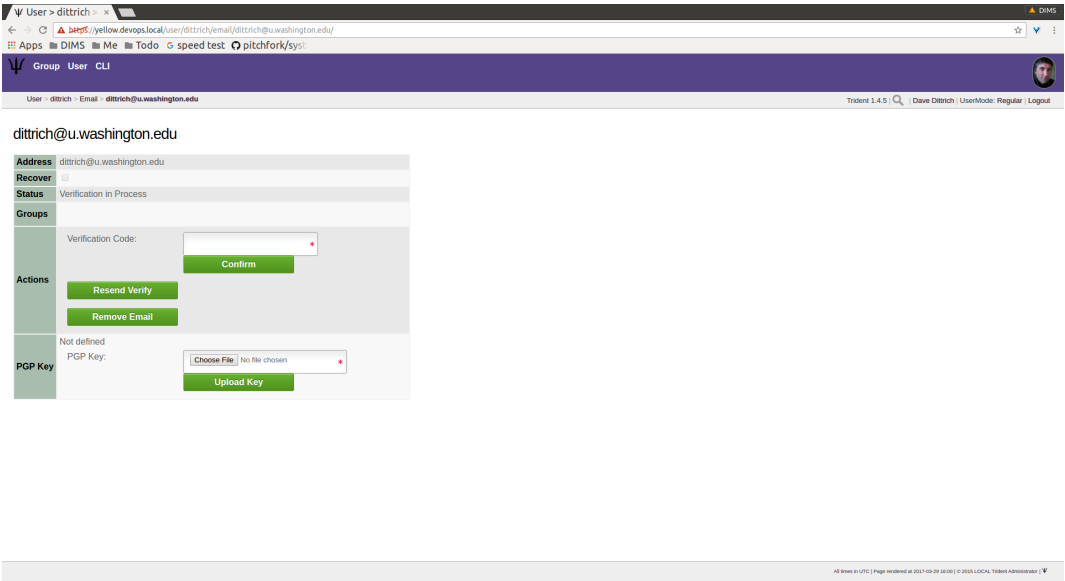 Ψ User > dittrich > ×
DIMS
https://yellow.devops.local/user/dittrich/email/dittrich@u.washington.edu/
Apps DIMS Me Todo G speed test pitchfork/syst
Ψ Group User CLI
User > dittrich > Email > dittrich@u.washington.edu
Trident 1.4.5 | | Dave Dittrich | UserMode: Regular | Logout
dittrich@u.washington.edu
Address dittrich@u.washington.edu
Recover
Status Verification in Process
Groups
Verification Code: *
Confirm
Actions
Resend Verify
Remove Email
Not defined
PGP Key: Choose File No file chosen *
PGP Key
Upload Key
All times in UTC | Page rendered at 2017-03-29 16:00 | © 2015 LOCAL Trident Administrator | Ψ